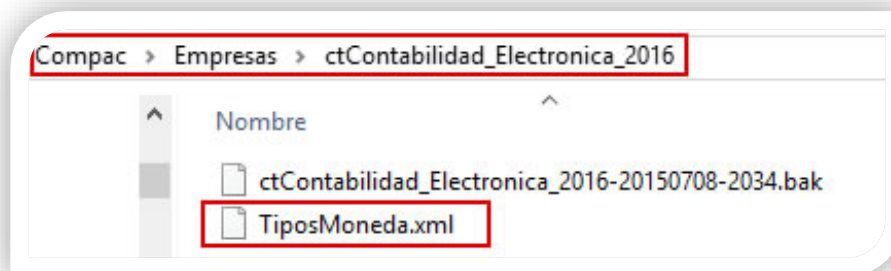 Compac > Empresas > ctContabilidad_Electronica_2016
Nombre
ctContabilidad_Electronica_2016-20150708-2034.bak
TiposMoneda.xml